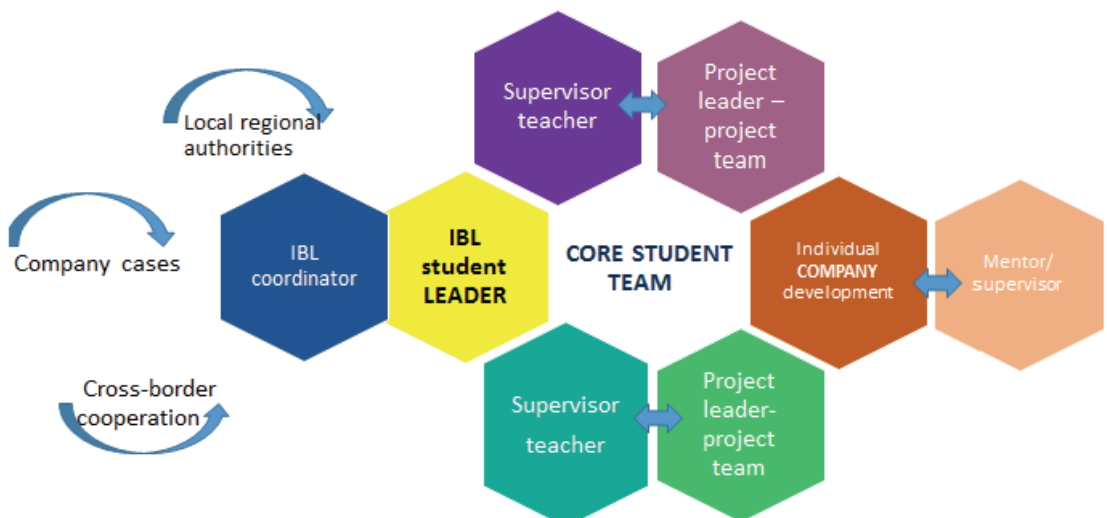 Local regional
authorities
Company cases
Cross-border
cooperation
IBL
coordinator
IBL
student
LEADER
Supervisor
teacher
Project
leader –
project
team
CORE STUDENT
TEAM
Individual
COMPANY
development
Mentor/
supervisor
Supervisor
teacher
Project
leader-
project
team